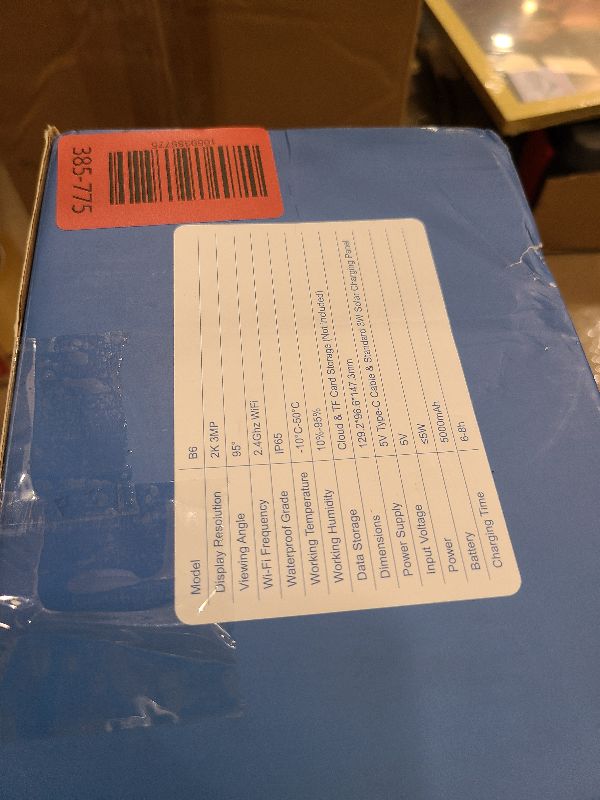 385-775
Model B6
Display Resolution 2K 3MP
Viewing Angle 95°
Wi-Fi Frequency 2.4Ghz WiFi
Waterproof Grade IP65
Working Temperature -10°C-50°C
Working Humidity 10%-95%
Data Storage Cloud & TF Card Storage (Not Included)
Dimensions 129.2*96.6*147.3mm
Power Supply 5V Type-C Cable & Standard 3W Solar Charging Panel
Input Voltage 5V
Power ≤5W
Battery 5000mAh
Charging Time 6-8h